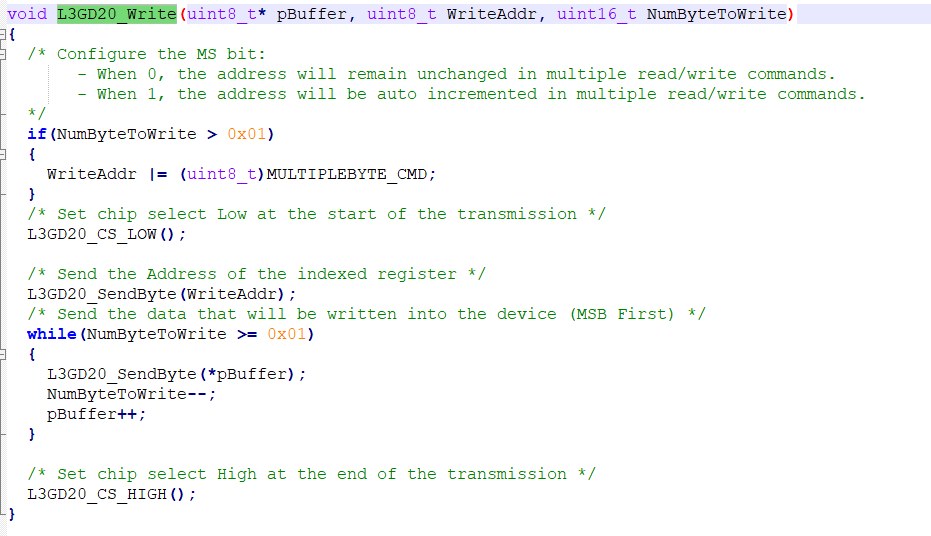 void L3GD20_Write(uint8_t* pBuffer, uint8_t WriteAddr, uint16_t NumByteToWrite)
{
/* Configure the MS bit:
- When 0, the address will remain unchanged in multiple read/write commands.
- When 1, the address will be auto incremented in multiple read/write commands.
*/
if(NumByteToWrite > 0x01)
{
WriteAddr |= (uint8_t)MULTIPLEBYTE_CMD;
}
/* Set chip select Low at the start of the transmission */
L3GD20_CS_LOW();
/* Send the Address of the indexed register */
L3GD20_SendByte(WriteAddr);
/* Send the data that will be written into the device (MSB First) */
while(NumByteToWrite >= 0x01)
{
L3GD20_SendByte(*pBuffer);
NumByteToWrite--;
pBuffer++;
}
/* Set chip select High at the end of the transmission */
L3GD20_CS_HIGH();
}